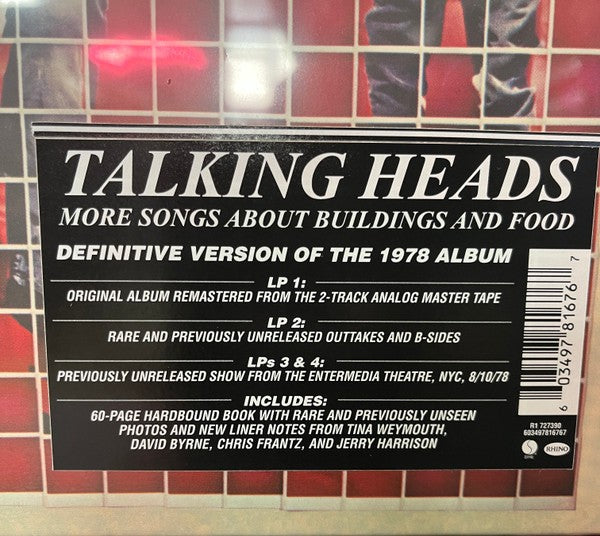 TALKING HEADS
MORE SONGS ABOUT BUILDINGS AND FOOD
DEFINITIVE VERSION OF THE 1978 ALBUM
LP 1:
ORIGINAL ALBUM REMASTERED FROM THE 2-TRACK ANALOG MASTER TAPE
LP 2:
RARE AND PREVIOUSLY UNRELEASED OUTTAKES AND B-SIDES
LPs 3 & 4:
PREVIOUSLY UNRELEASED SHOW FROM THE ENTERMEDIA THEATRE, NYC, 8/10/78
INCLUDES:
60-PAGE HARDBOUND BOOK WITH RARE AND PREVIOUSLY UNSEEN
PHOTOS AND NEW LINER NOTES FROM TINA WEYMOUTH,
DAVID BYRNE, CHRIS FRANTZ, AND JERRY HARRISON
6 03497 81676 7
R1 727390
603497816767
SIRE
RHINO